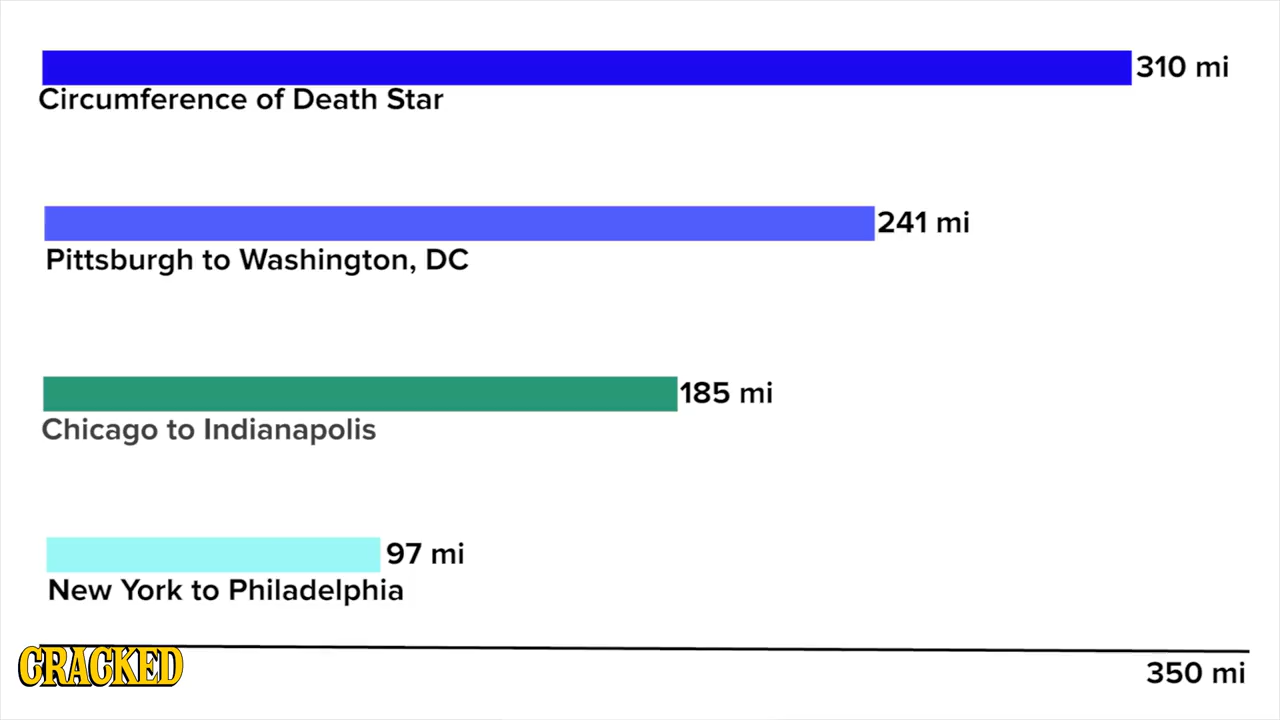 310 mi
Circumference of Death Star
241 mi
Pittsburgh to Washington, DC
185 mi
Chicago to Indianapolis
97 mi
New York to Philadelphia
CRACKED
350 mi